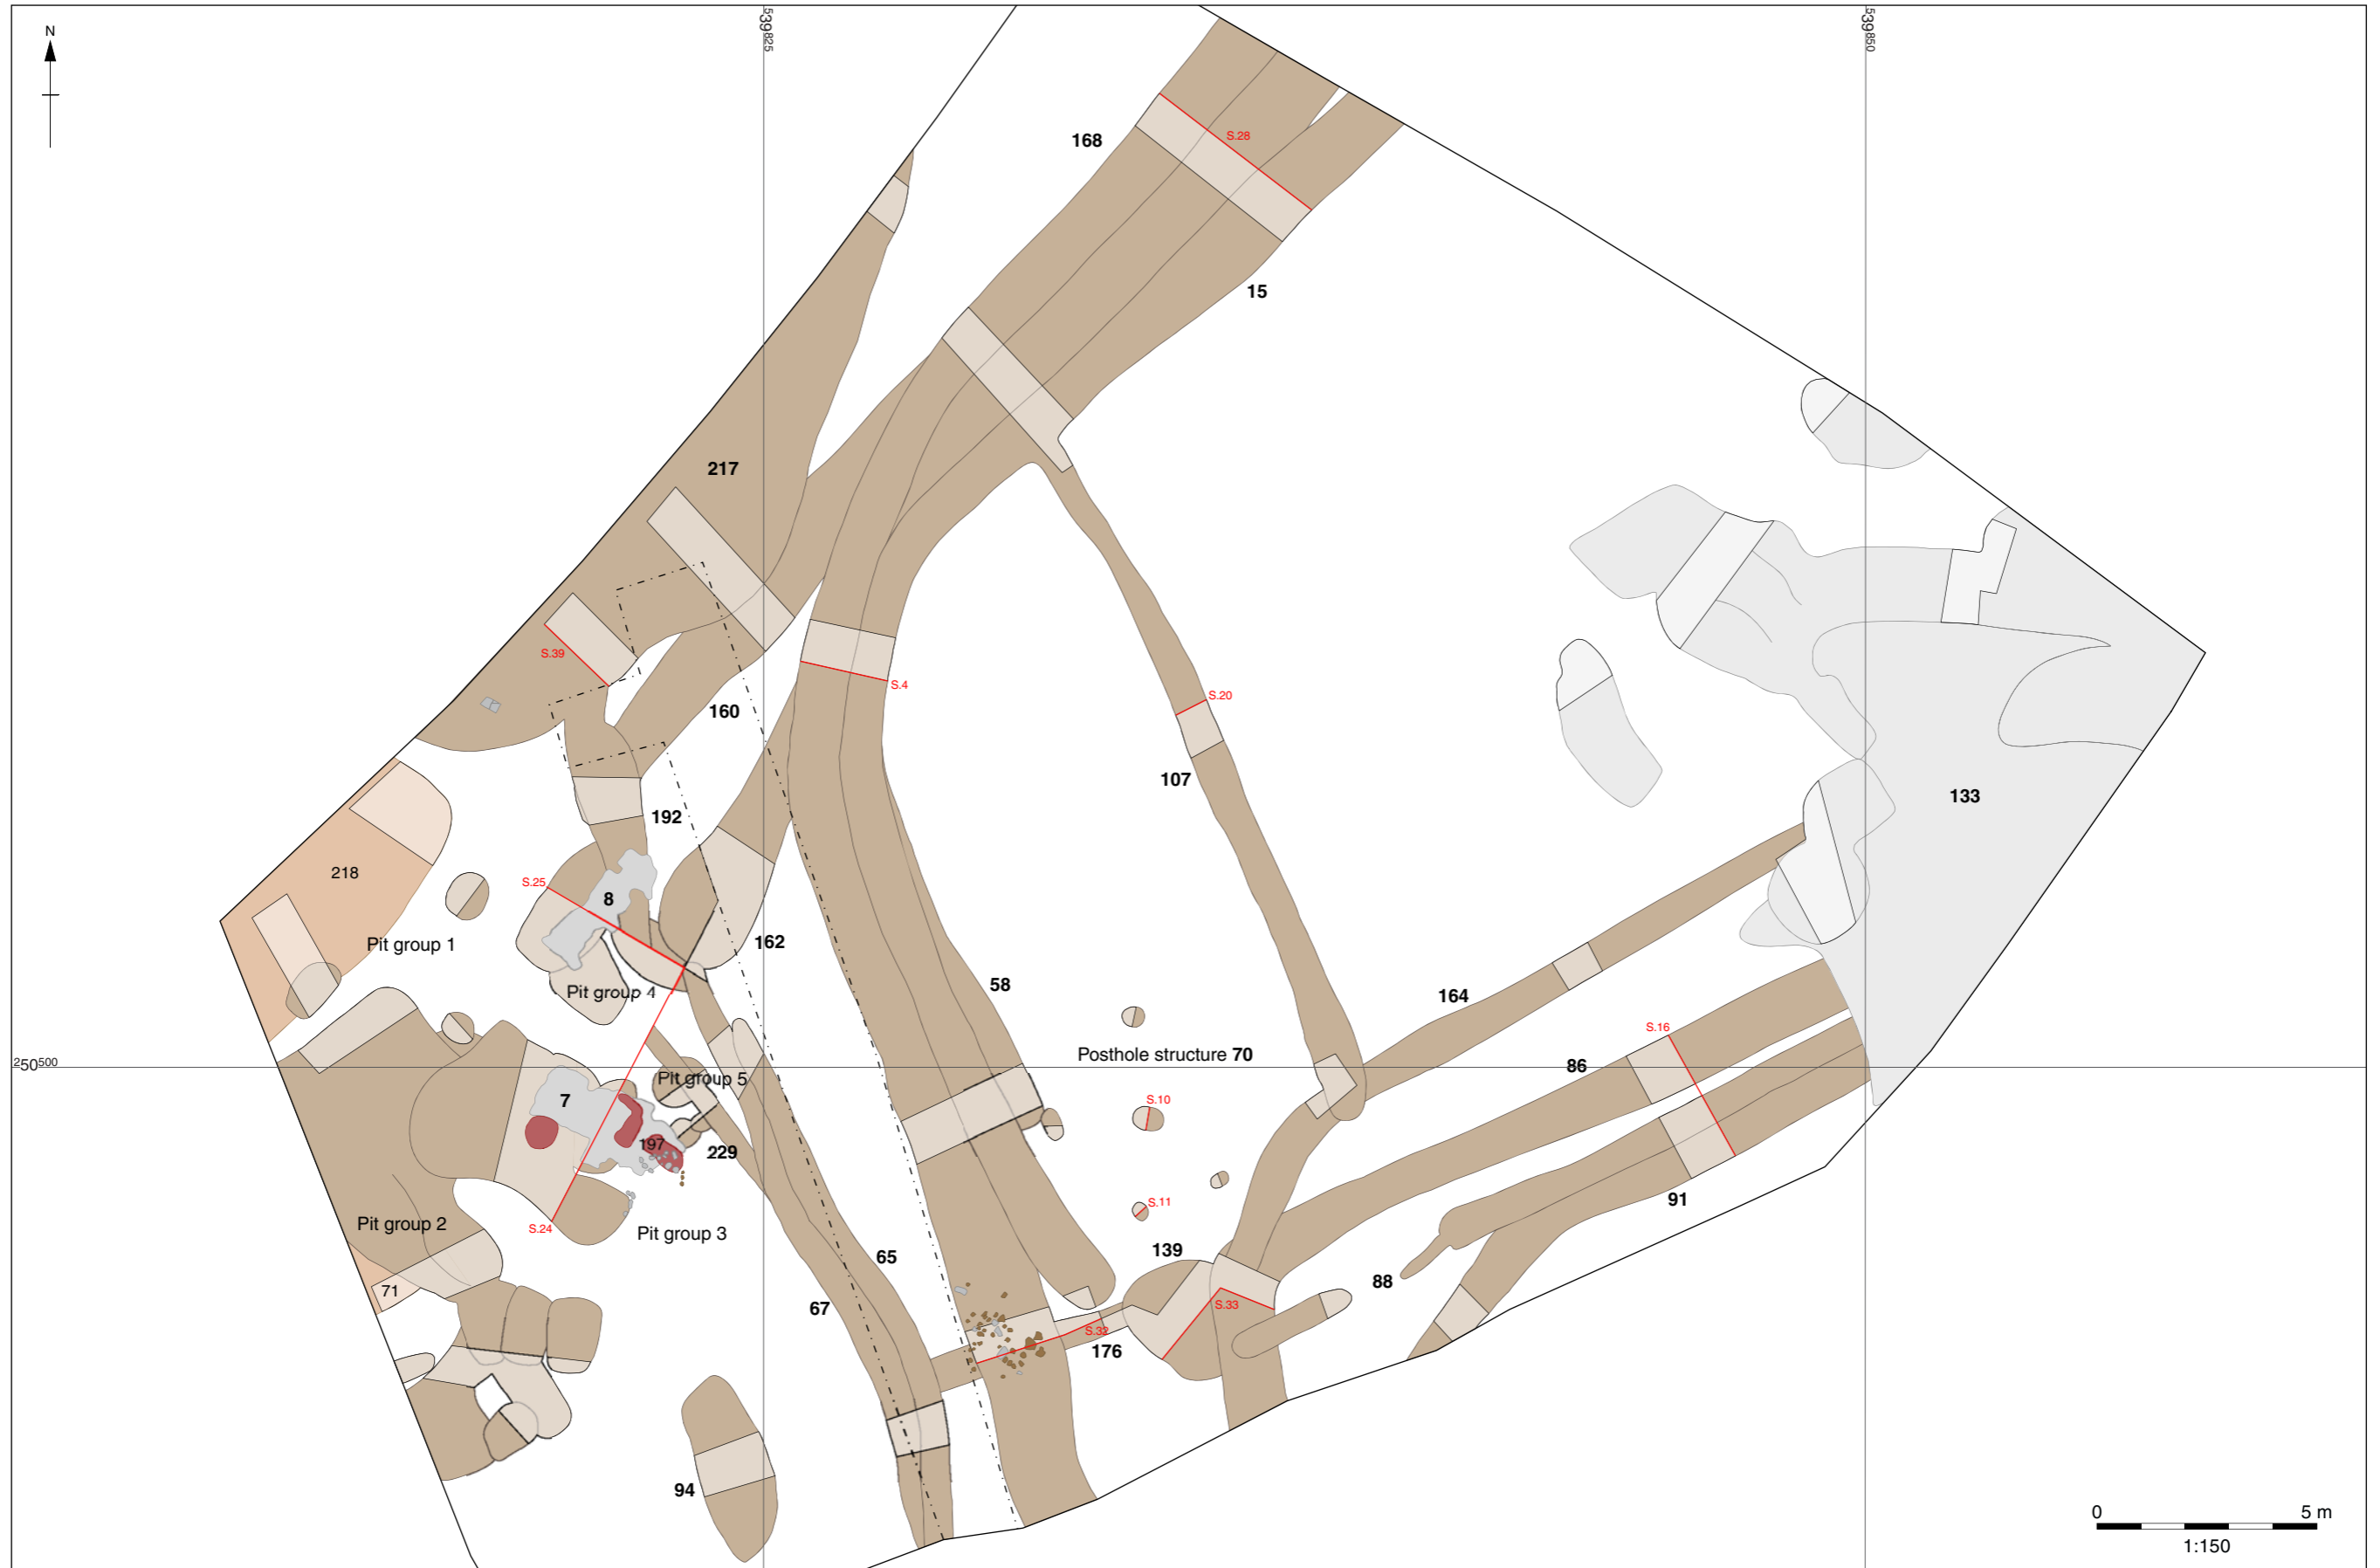 N
539825
539850
168
S.28
15
217
S.39
S.4
160
S.20
107
192
133
218
S.25
8
Pit group 1
162
Pit group 4
58
164
S.16
Posthole structure 70
86
250500
Pit group 5
7
S.10
197
229
91
S.11
Pit group 2
S.24
Pit group 3
139
65
88
71
67
S.33
S.32
176
94
0 5 m
1:150